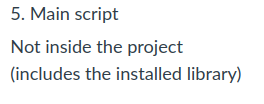 5. Main script
Not inside the project
(includes the installed library)